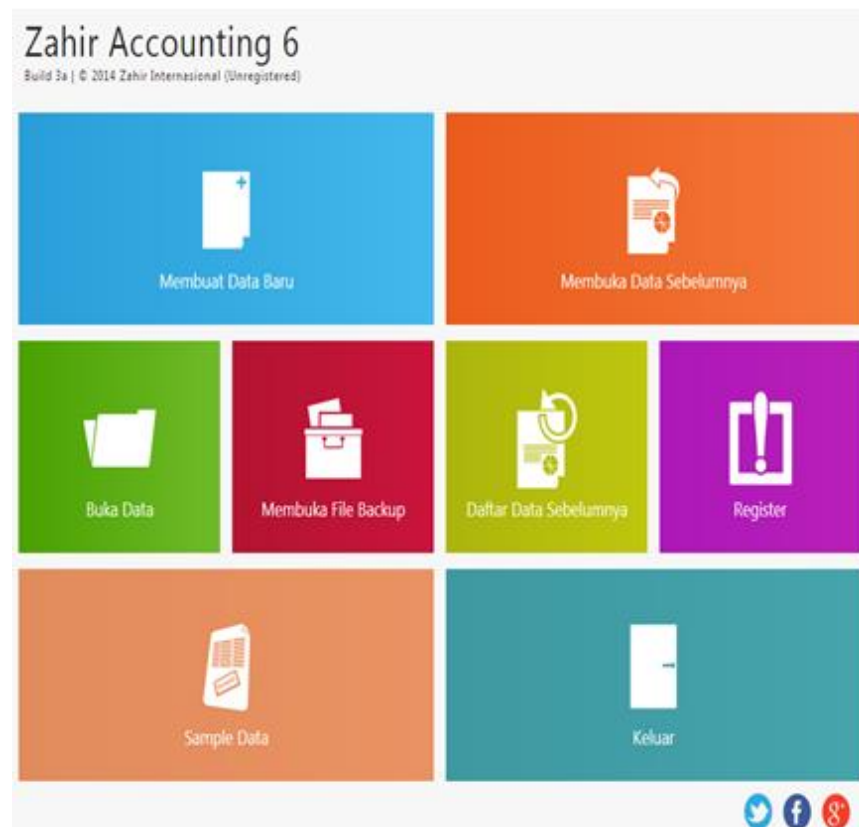 Zahir Accounting 6
Build 3a | © 2014 Zahir Internasional (Unregistered)
Membuat Data Baru
Membuka Data Sebelumnya
Buka Data
Membuka File Backup
Daftar Data Sebelumnya
Register
Sample Data
Keluar